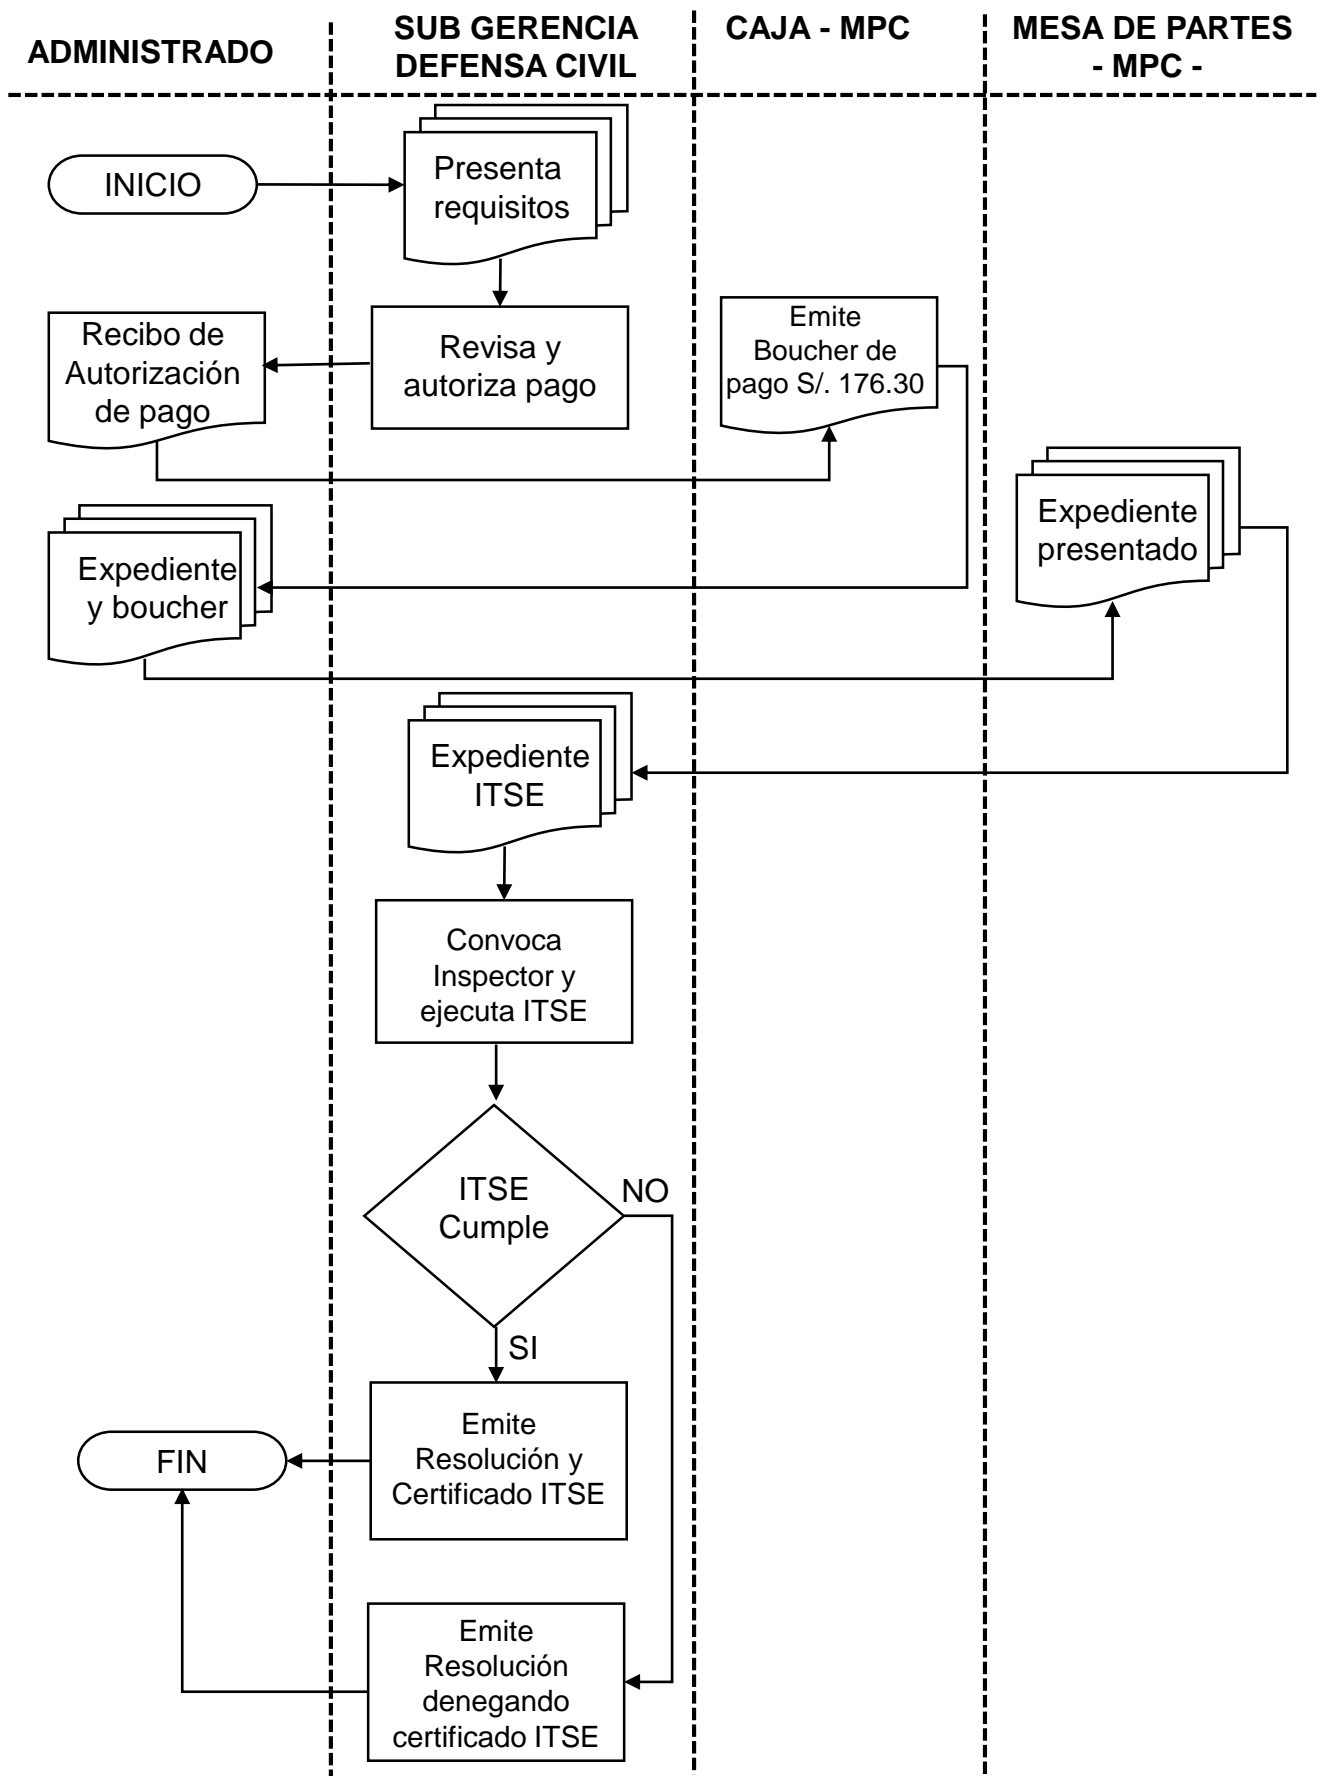 ADMINISTRADO
SUB GERENCIA
DEFENSA CIVIL
CAJA - MPC
MESA DE PARTES
- MPC -
INICIO
Presenta
requisitos
Recibo de
Autorización
de pago
Revisa y
autoriza pago
Emite
Boucher de
pago S/. 176.30
Expediente
y boucher
Expediente
presentado
Expediente
ITSE
Convoca
Inspector y
ejecuta ITSE
ITSE
Cumple
NO
SI
FIN
Emite
Resolución y
Certificado ITSE
Emite
Resolución
denegando
certificado ITSE